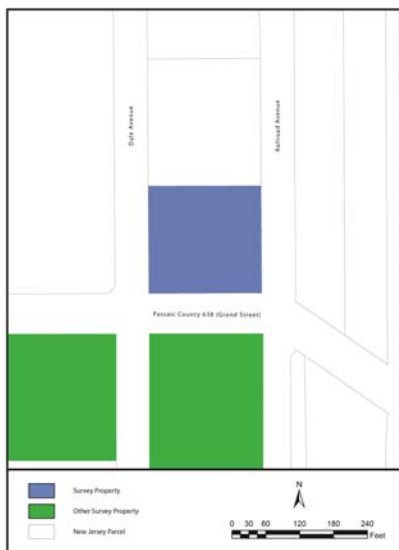 Dale Avenue
Railroad Avenue
Passaic County 638 (Grand Street)
Survey Property
Other Survey Property
New Jersey Parcel
N
0 30 60 120 180 240
Feet